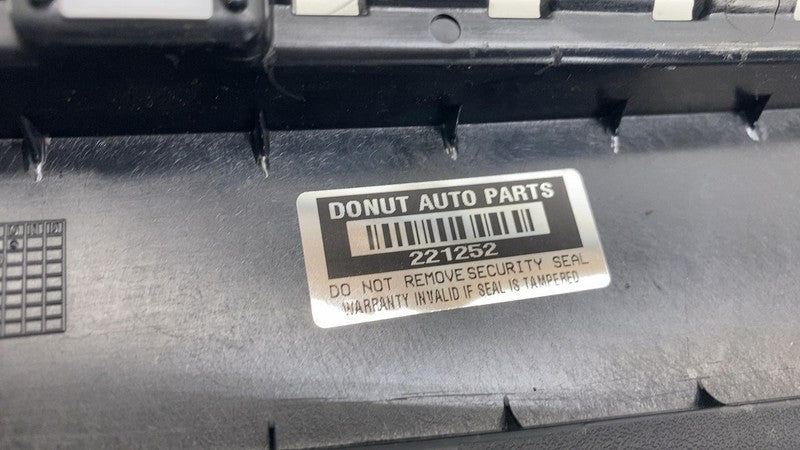 DONUT AUTO PARTS
221252
DO NOT REMOVE SECURITY SEAL
WARRANTY INVALID IF SEAL IS TAMPERED